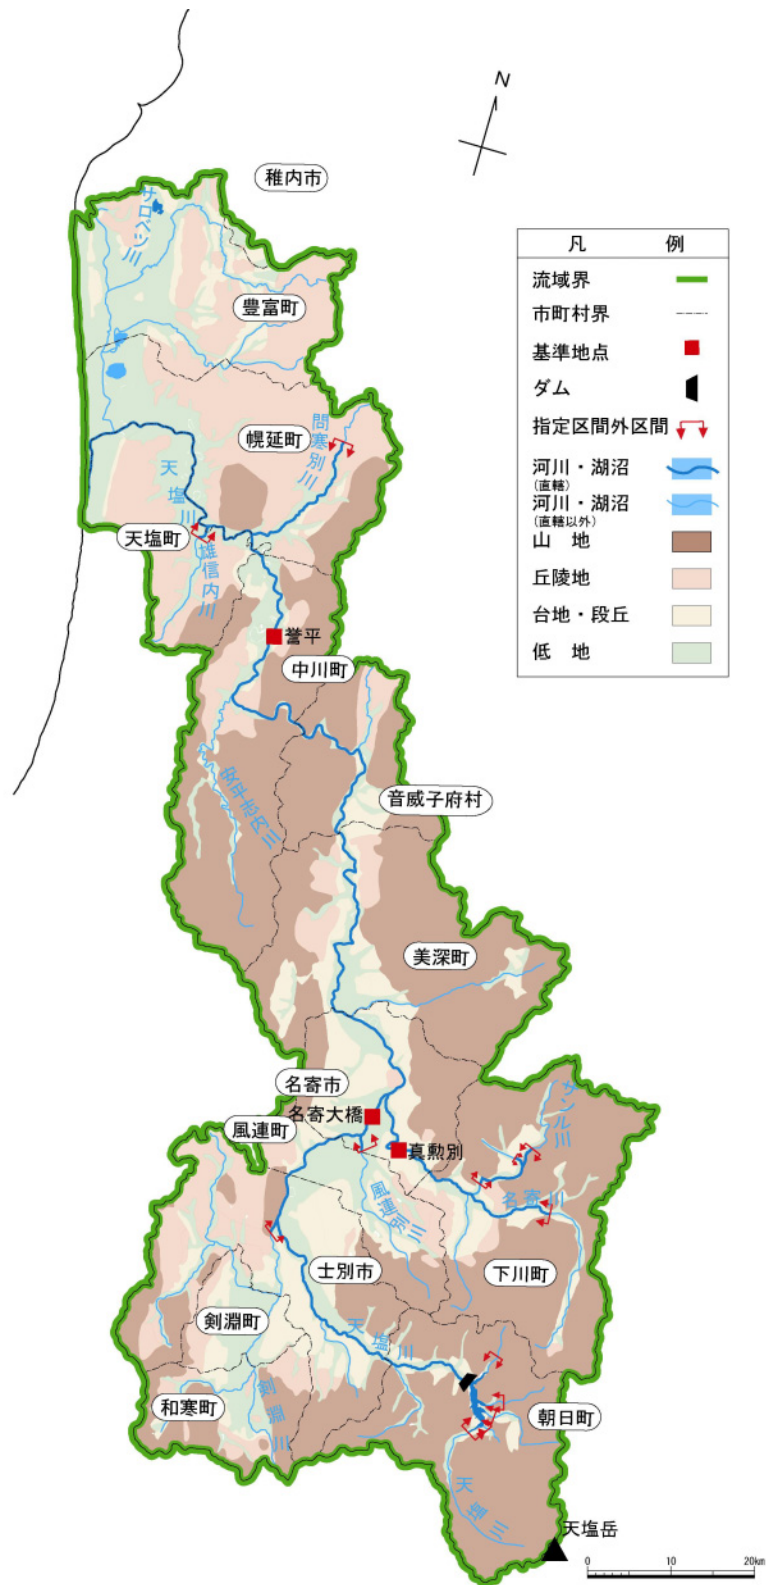 N
稚内市
サロベツ川
豊富町
凡 例
流域界
市町村界
基準地点
ダム
指定区間外区間
河川・湖沼
(直轄)
河川・湖沼
(直轄以外)
山 地
丘陵地
台地・段丘
低 地
幌延町
問寒別川
天塩川
天塩町
雄信内川
誉平
中川町
安平志内川
音威子府村
美深町
名寄市
名寄大橋
風連町
真勲別
サンル川
名寄川
風連別川
士別市
下川町
剣淵町
天塩川
和寒町
剣淵川
朝日町
天塩川
天塩岳
0 10 20km